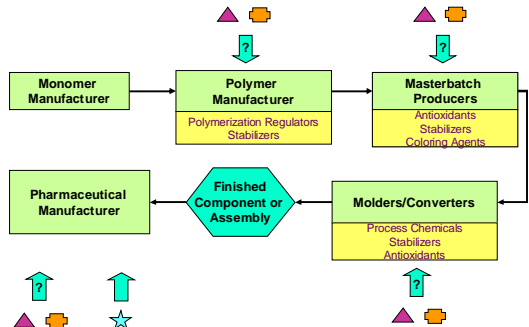 ?
?
Monomer
Manufacturer
Polymer
Manufacturer
Polymerization Regulators
Stabilizers
Masterbatch
Producers
Antioxidants
Stabilizers
Coloring Agents
Pharmaceutical
Manufacturer
Finished
Component or
Assembly
Molders/Converters
Process Chemicals
Stabilizers
Antioxidants
?
?